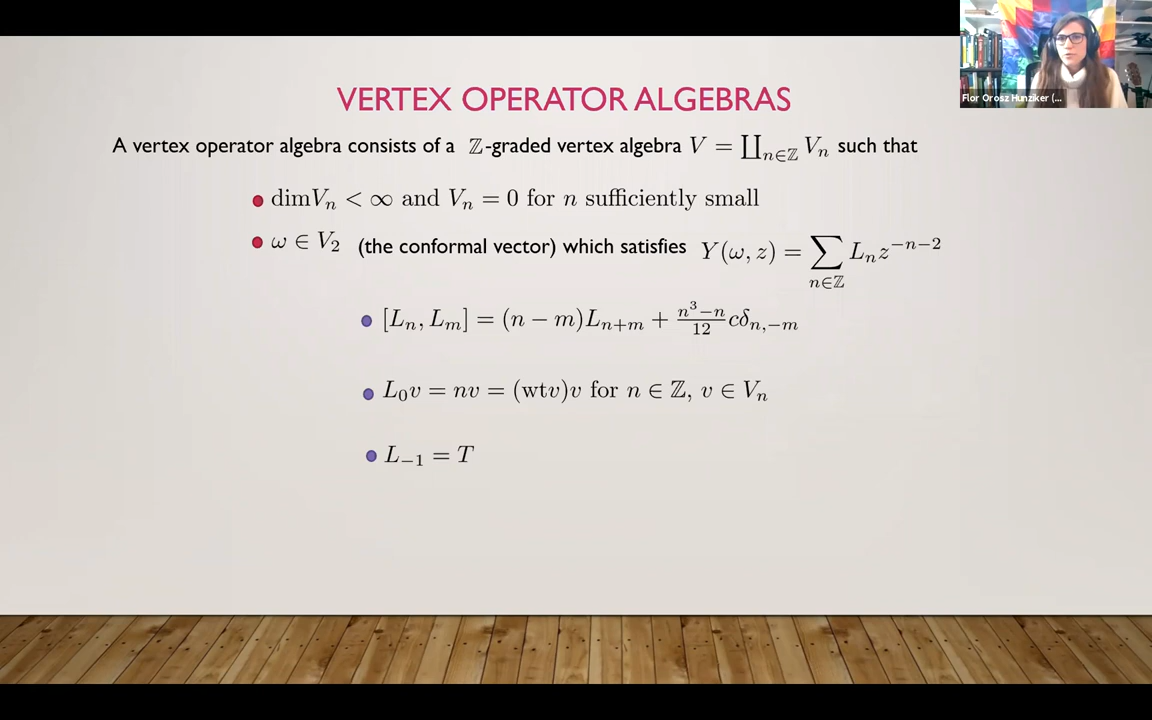 Flor Orosz Hunziker (...
VERTEX OPERATOR ALGEBRAS
A vertex operator algebra consists of a ℤ-graded vertex algebra V = ∐_{n∈ℤ} V_n such that
• dimV_n < ∞ and V_n = 0 for n sufficiently small
• ω ∈ V_2 (the conformal vector) which satisfies Y(ω, z) = ∑_{n∈ℤ} L_n z^{−n−2}
• [L_n, L_m] = (n − m)L_{n+m} + \frac{n^3−n}{12} cδ_{n,−m}
• L_0 v = nv = (wtv)v for n ∈ ℤ, v ∈ V_n
• L_{−1} = T